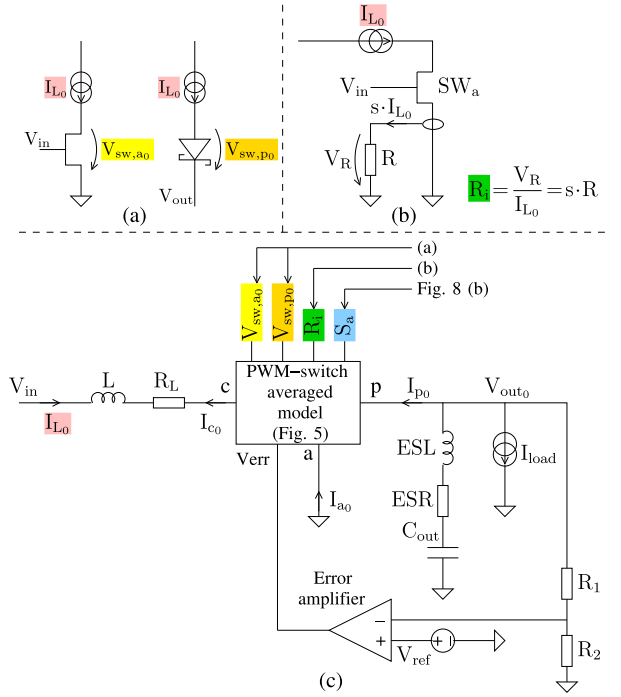 I_L0
I_L0
I_L0
V_in
V_sw,a0
V_sw,p0
V_out
(a)
V_in
SW_a
s·I_L0
V_R
R
(b)
R_i = V_R / I_L0 = s·R
(a)
(b)
Fig. 8 (b)
V_sw,a0
V_sw,p0
R_i
S_a
PWM−switch
averaged
model
(Fig. 5)
c
p
a
Verr
V_in
I_L0
L
R_L
I_c0
I_p0
V_out0
I_a0
ESL
ESR
C_out
I_load
R_1
R_2
Error
amplifier
−
+
V_ref
+
−
(c)